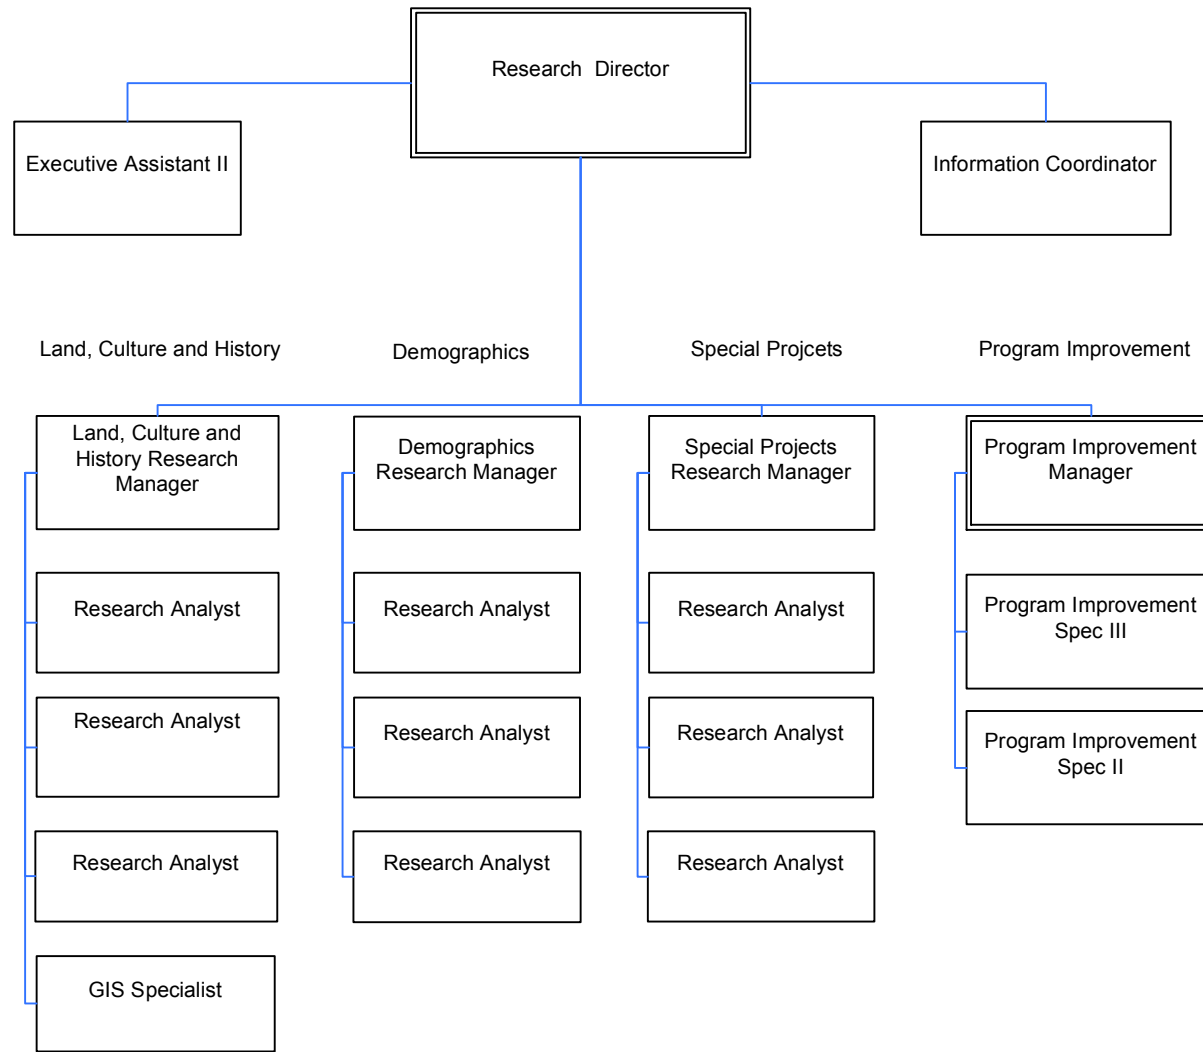 Research Director
Executive Assistant II
Information Coordinator
Land, Culture and History
Demographics
Special Projcets
Program Improvement
Land, Culture and
History Research
Manager
Demographics
Research Manager
Special Projects
Research Manager
Program Improvement
Manager
Research Analyst
Research Analyst
Research Analyst
Program Improvement
Spec III
Research Analyst
Research Analyst
Research Analyst
Program Improvement
Spec II
Research Analyst
Research Analyst
Research Analyst
GIS Specialist